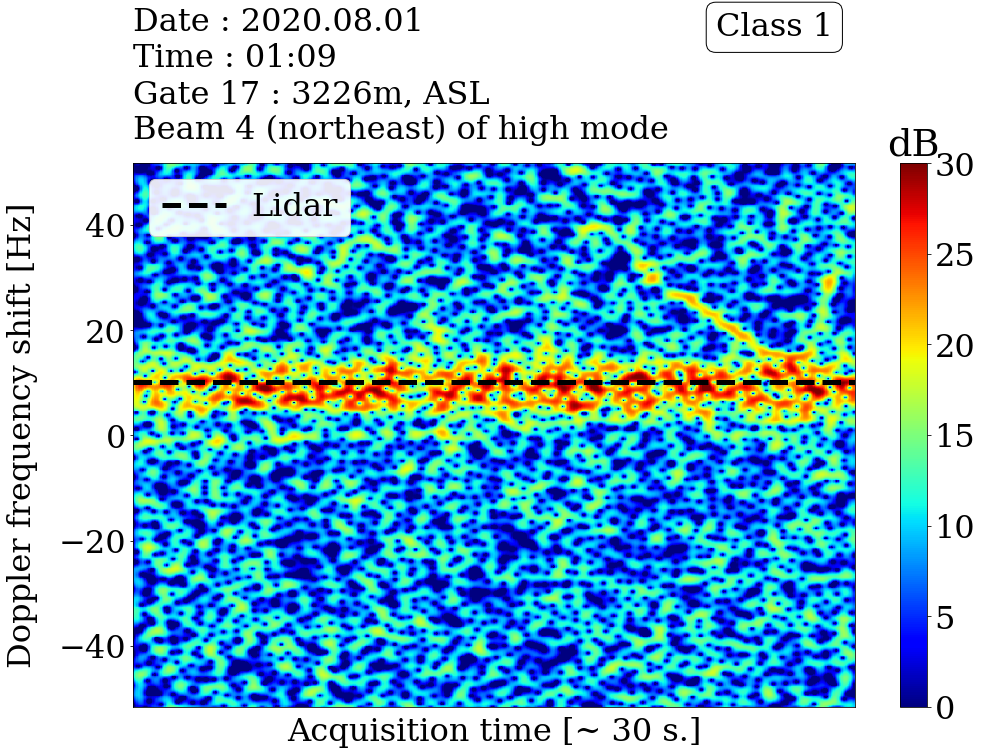 Date : 2020.08.01
Time : 01:09
Gate 17 : 3226m, ASL
Beam 4 (northeast) of high mode
Class 1
dB
Lidar
Doppler frequency shift [Hz]
40
20
0
−20
−40
Acquisition time [~ 30 s.]
30
25
20
15
10
5
0